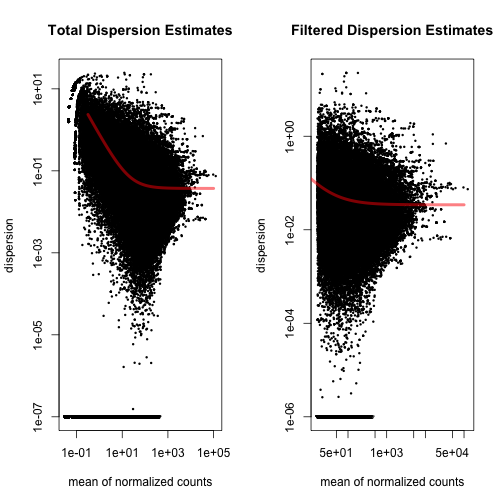 Total Dispersion Estimates
dispersion
1e+01
1e-01
1e-03
1e-05
1e-07
1e-01
1e+01
1e+03
1e+05
mean of normalized counts
Filtered Dispersion Estimates
dispersion
1e+00
1e-02
1e-04
1e-06
5e+01
1e+03
5e+04
mean of normalized counts